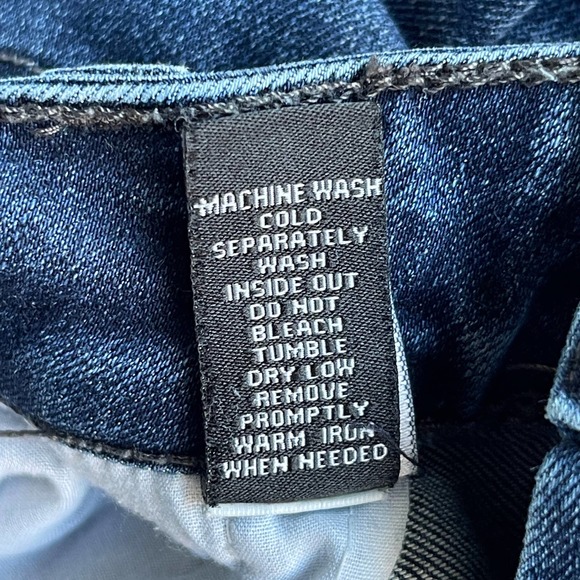 MACHINE WASH
COLD
SEPARATELY
WASH
INSIDE OUT
DO NOT
BLEACH
TUMBLE
DRY LOW
REMOVE
PROMPTLY
WARM IRON
WHEN NEEDED